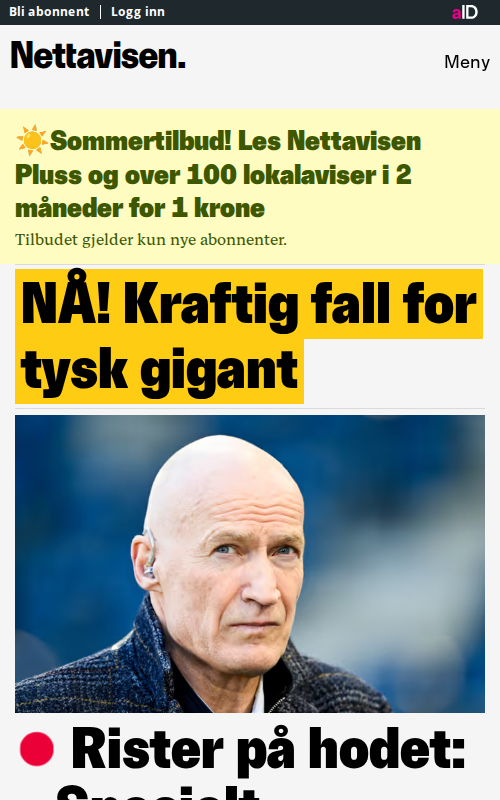 Bli abonnent | Logg inn
aID
Nettavisen.
Meny
☀️Sommertilbud! Les Nettavisen
Pluss og over 100 lokalaviser i 2
måneder for 1 krone
Tilbudet gjelder kun nye abonnenter.
NÅ! Kraftig fall for
tysk gigant
Rister på hodet:
Spesielt